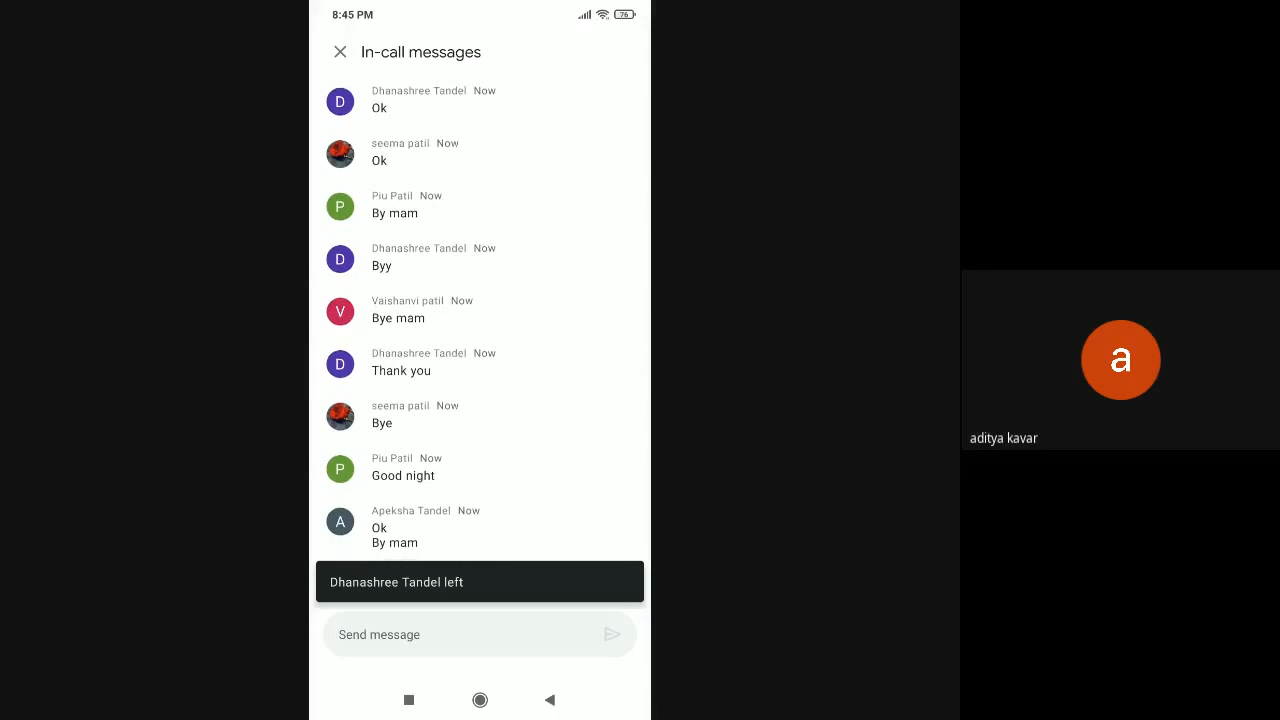 8:45 PM
76
In-call messages
D
Dhanashree Tandel Now
Ok
seema patil Now
Ok
P
Piu Patil Now
By mam
D
Dhanashree Tandel Now
Byy
V
Vaishanvi patil Now
Bye mam
D
Dhanashree Tandel Now
Thank you
seema patil Now
Bye
P
Piu Patil Now
Good night
A
Apeksha Tandel Now
Ok
By mam
Dhanashree Tandel left
Send message
a
aditya kavar